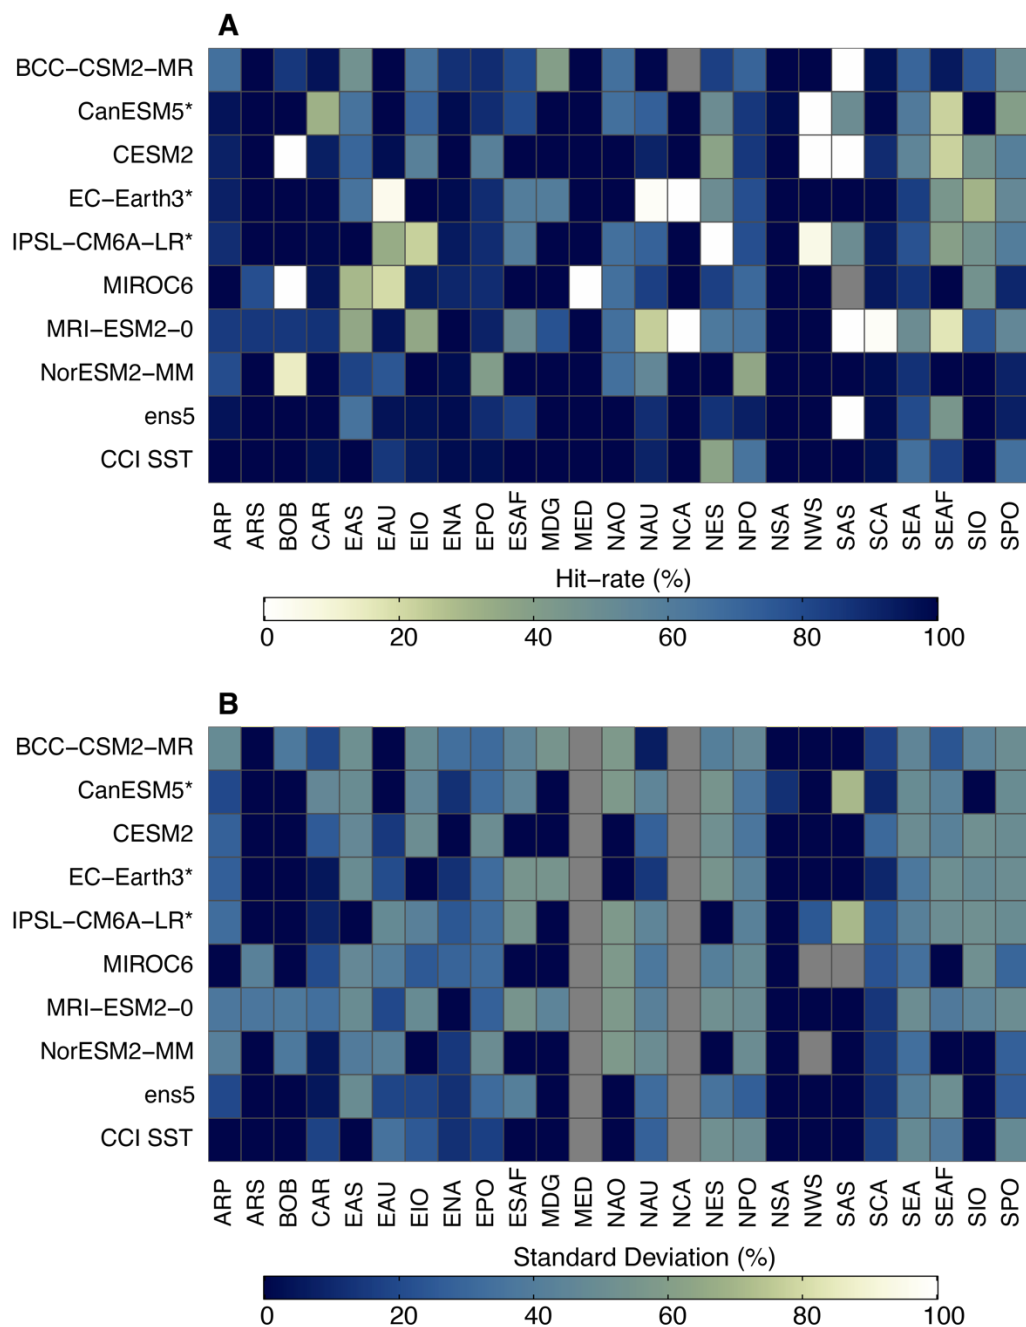 A
BCC-CSM2-MR
CanESM5*
CESM2
EC-Earth3*
IPSL-CM6A-LR*
MIROC6
MRI-ESM2-0
NorESM2-MM
ens5
CCI SST
ARP ARS BOB CAR EAS EAU EIO ENA EPO ESAF MDG MED NAO NAU NCA NES NPO NSA NWS SAS SCA SEA SEAF SIO SPO
Hit-rate (%)
0 20 40 60 80 100
B
BCC-CSM2-MR
CanESM5*
CESM2
EC-Earth3*
IPSL-CM6A-LR*
MIROC6
MRI-ESM2-0
NorESM2-MM
ens5
CCI SST
ARP ARS BOB CAR EAS EAU EIO ENA EPO ESAF MDG MED NAO NAU NCA NES NPO NSA NWS SAS SCA SEA SEAF SIO SPO
Standard Deviation (%)
0 20 40 60 80 100